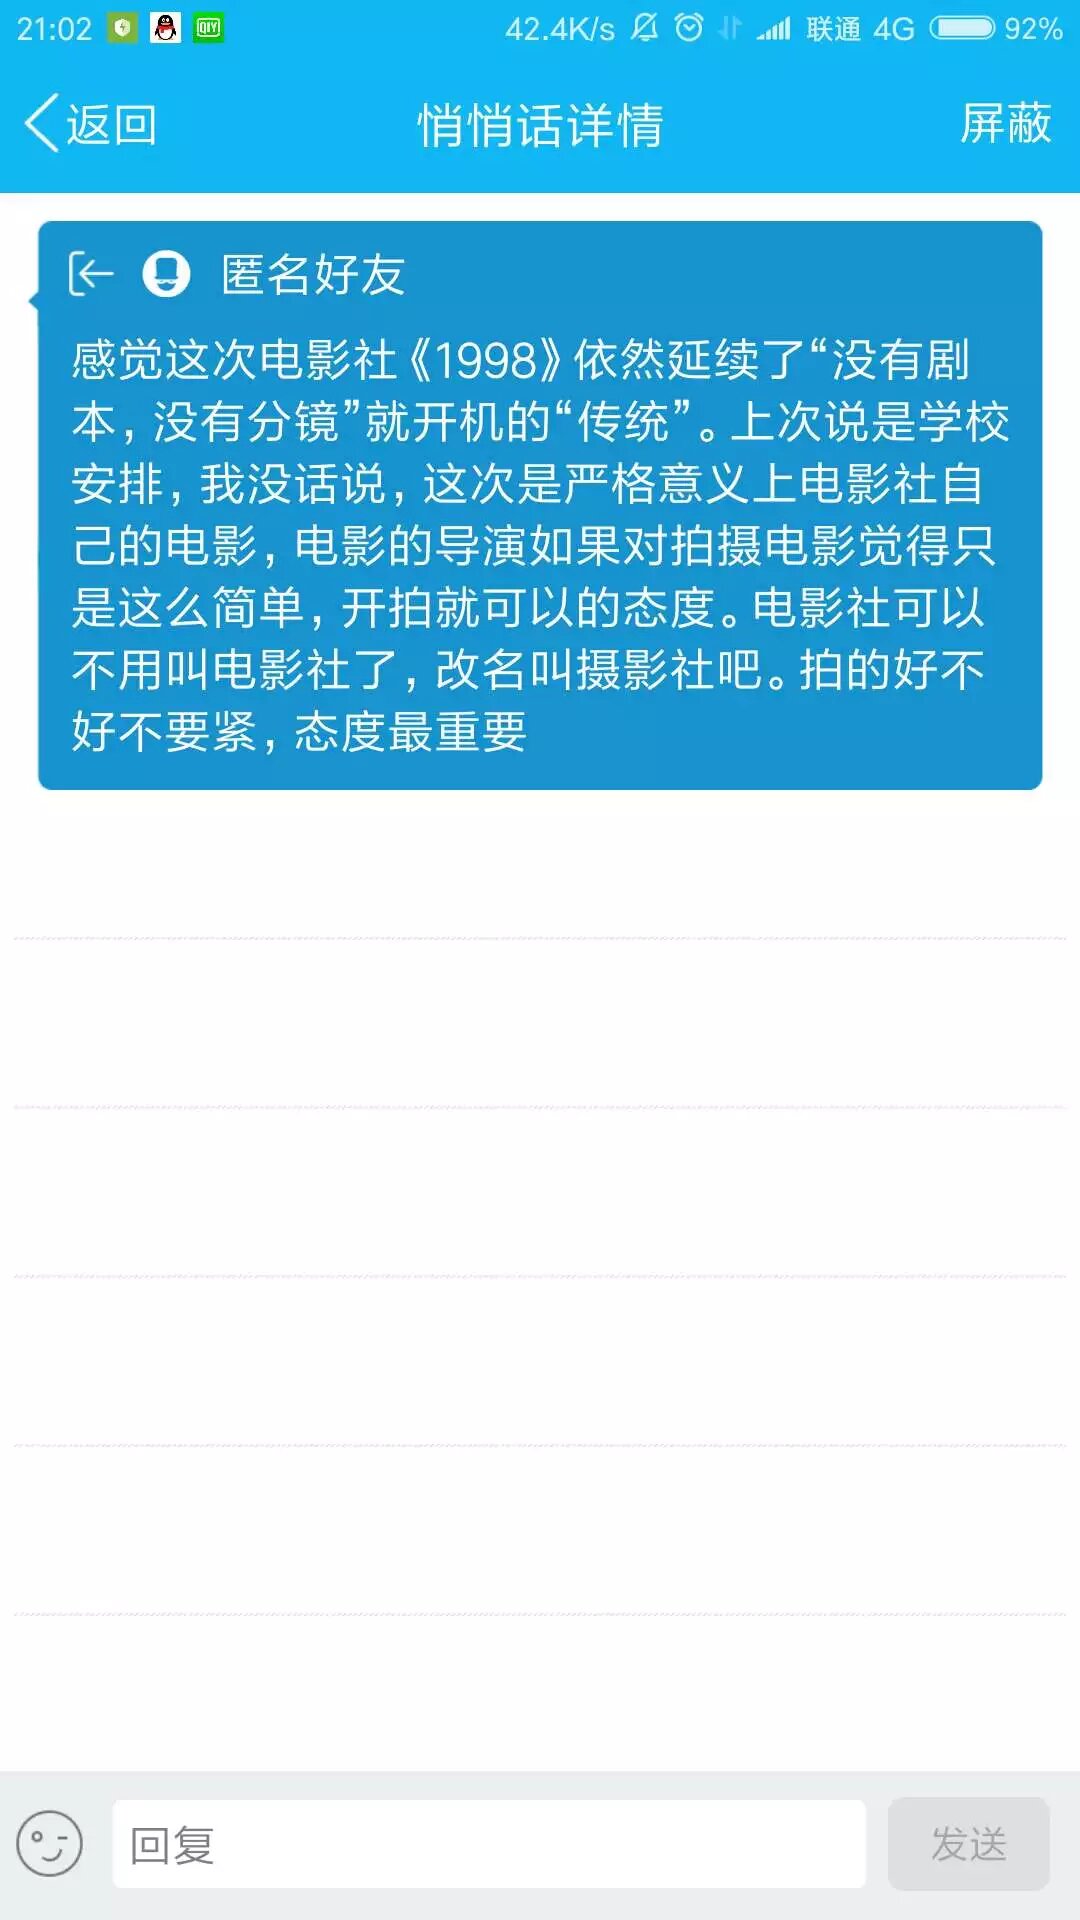 21:02 QIY 42.4K/s 联通 4G 92%
返回 悄悄话详情 屏蔽
匿名好友
感觉这次电影社《1998》依然延续了“没有剧
本，没有分镜”就开机的“传统”。上次说是学校
安排，我没话说，这次是严格意义上电影社自
己的电影，电影的导演如果对拍摄电影觉得只
是这么简单，开拍就可以的态度。电影社可以
不用叫电影社了，改名叫摄影社吧。拍的好不
好不要紧，态度最重要
回复 发送